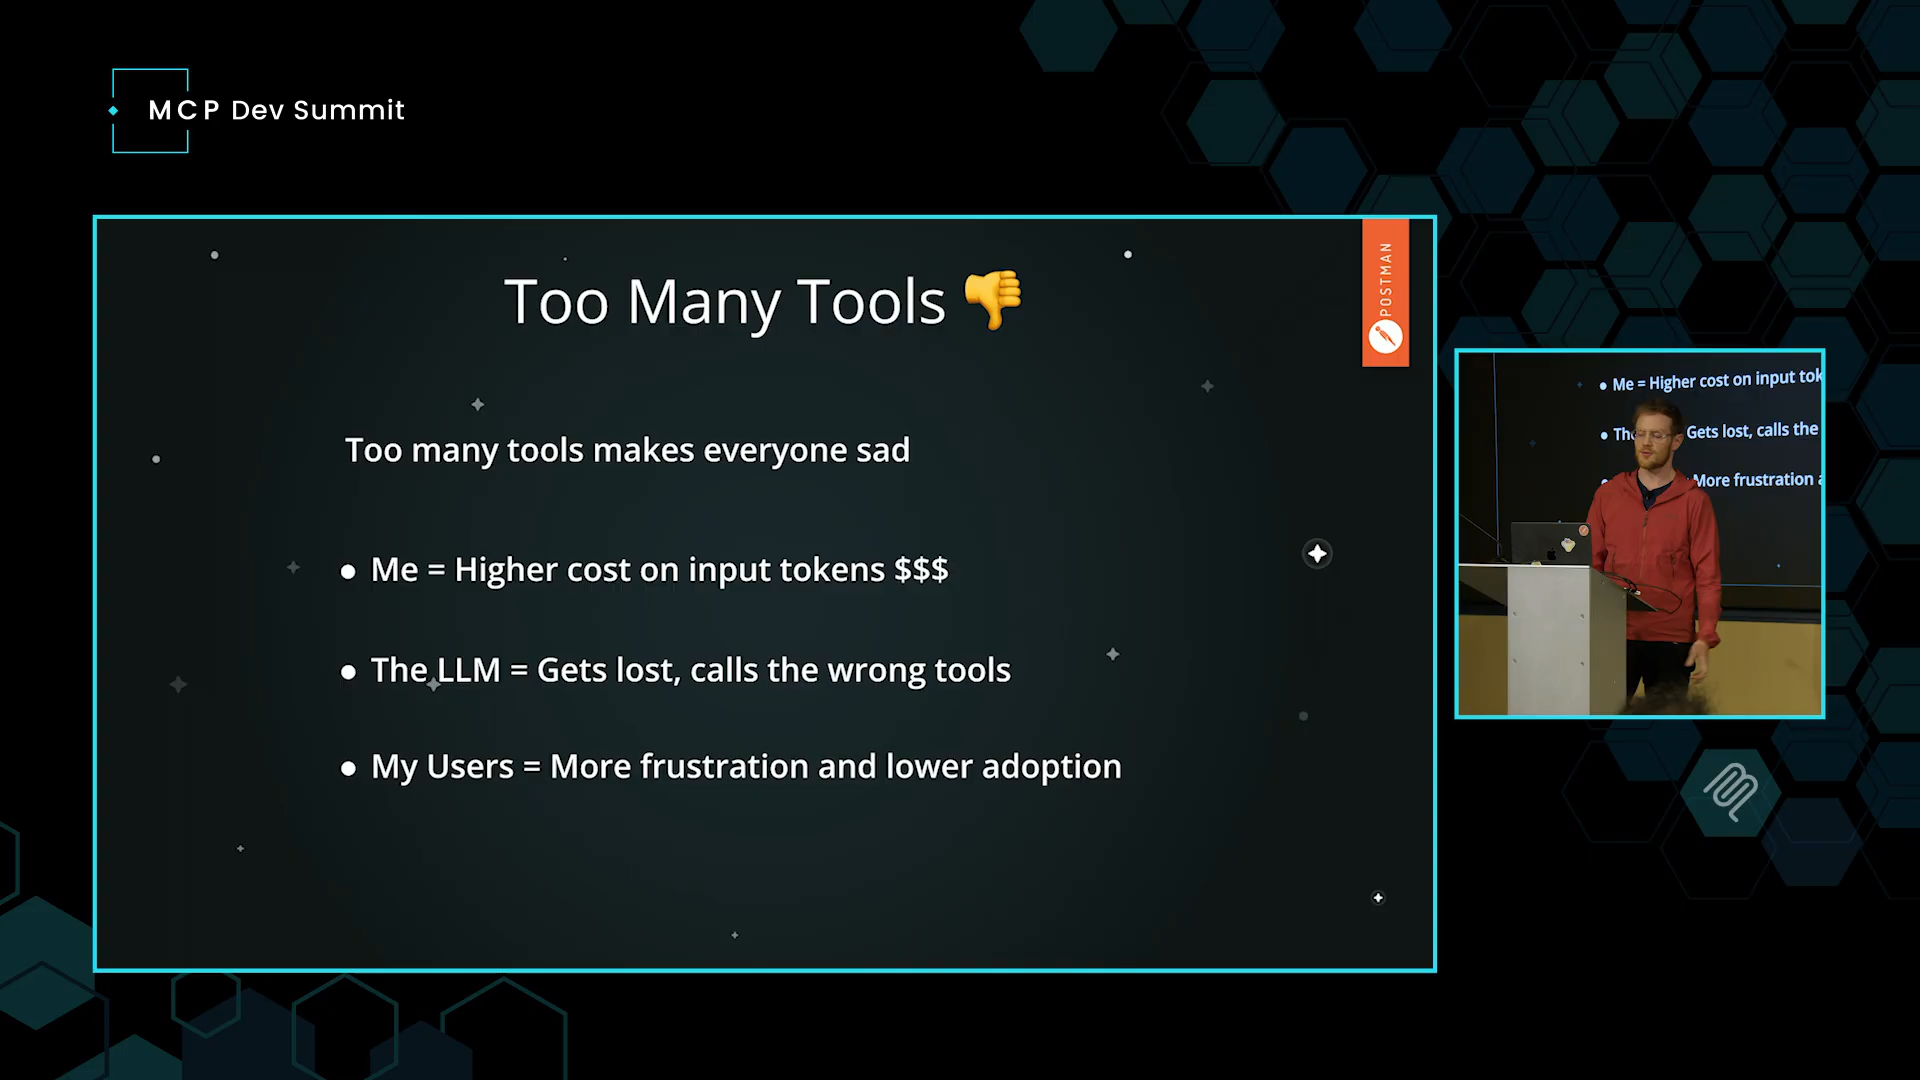 MCP Dev Summit
Too Many Tools 👎
POSTMAN
Too many tools makes everyone sad
● Me = Higher cost on input tokens $$$
● The LLM = Gets lost, calls the wrong tools
● My Users = More frustration and lower adoption
● Me = Higher cost on input tok
● Th Gets lost, calls the
● More frustration